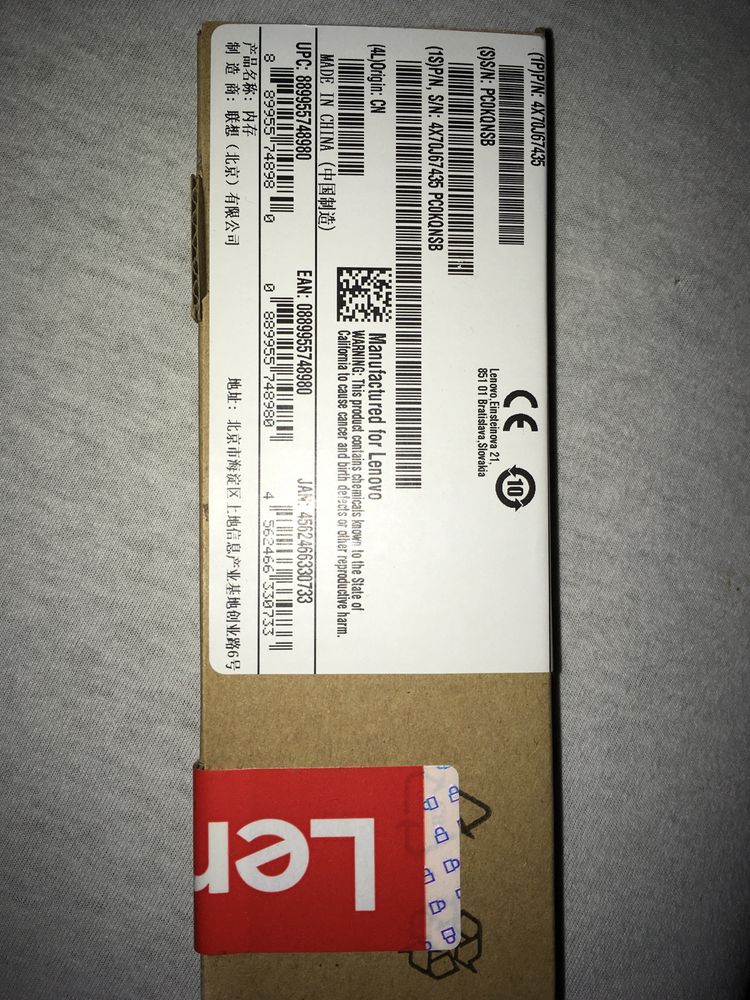 (1P)P/N: 4X70J67435
(S)S/N: PC0KQNSB
(1S)P/N, S/N: 4X70J67435 PC0KQNSB
(4L)Origin: CN
MADE IN CHINA (中国制造)
Lenovo,Einsteinova 21,
851 01 Bratislava,Slovakia
CE
10
Manufactured for Lenovo
WARNING: This product contains chemicals known to the State of
California to cause cancer and birth defects or other reproductive harm.
UPC: 889955748980
8 89955 74898 0
EAN: 0889955748980
0 889955 748980
JAN: 4562466330733
4 562466 330733
产品名称: 内存
制 造 商: 联想 (北京) 有限公司
地址: 北京市海淀区上地信息产业基地创业路6号
Len